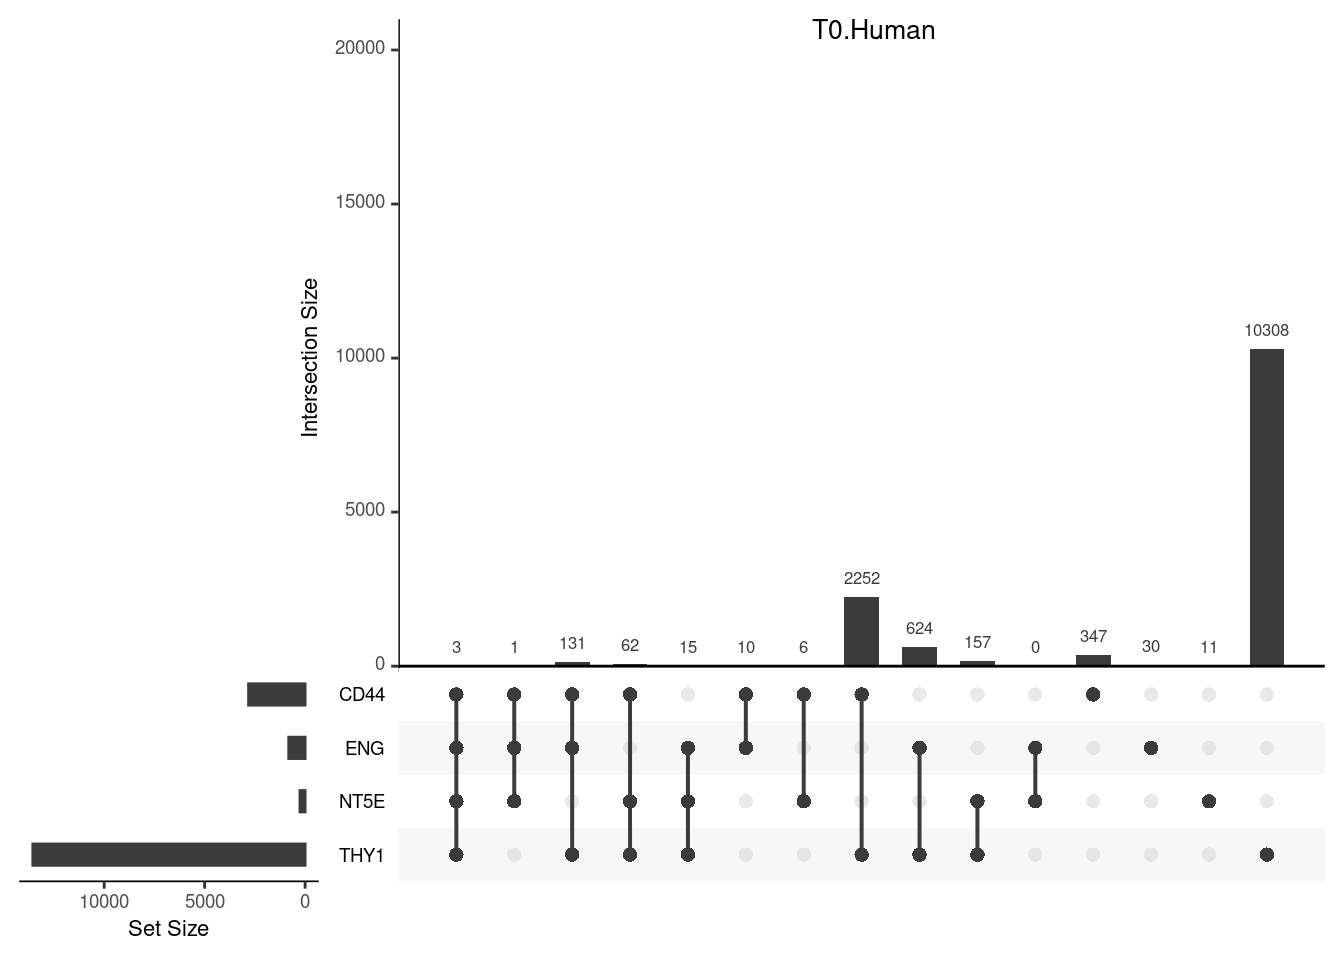 T0.Human
20000
15000
10000
5000
0
Intersection Size
3 1 131 62 15 10 6 2252 624 157 0 347 30 11 10308
CD44
ENG
NT5E
THY1
10000 5000 0
Set Size